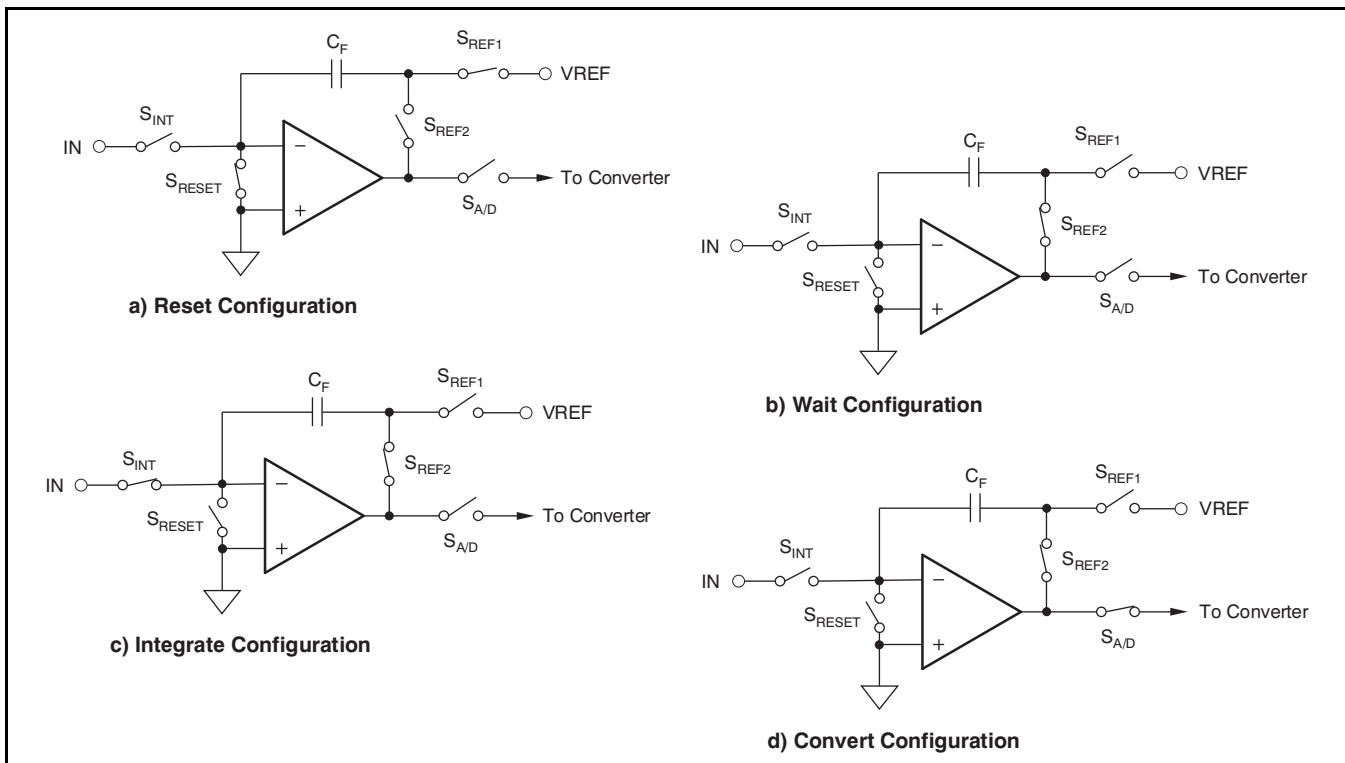 C_F
S_REF1
VREF
S_INT
S_REF2
IN
−
S_RESET
+
To Converter
S_A/D
a) Reset Configuration
C_F
S_REF1
VREF
S_INT
S_REF2
IN
−
S_RESET
+
To Converter
S_A/D
b) Wait Configuration
C_F
S_REF1
VREF
S_INT
S_REF2
IN
−
S_RESET
+
To Converter
S_A/D
c) Integrate Configuration
C_F
S_REF1
VREF
S_INT
S_REF2
IN
−
S_RESET
+
To Converter
S_A/D
d) Convert Configuration